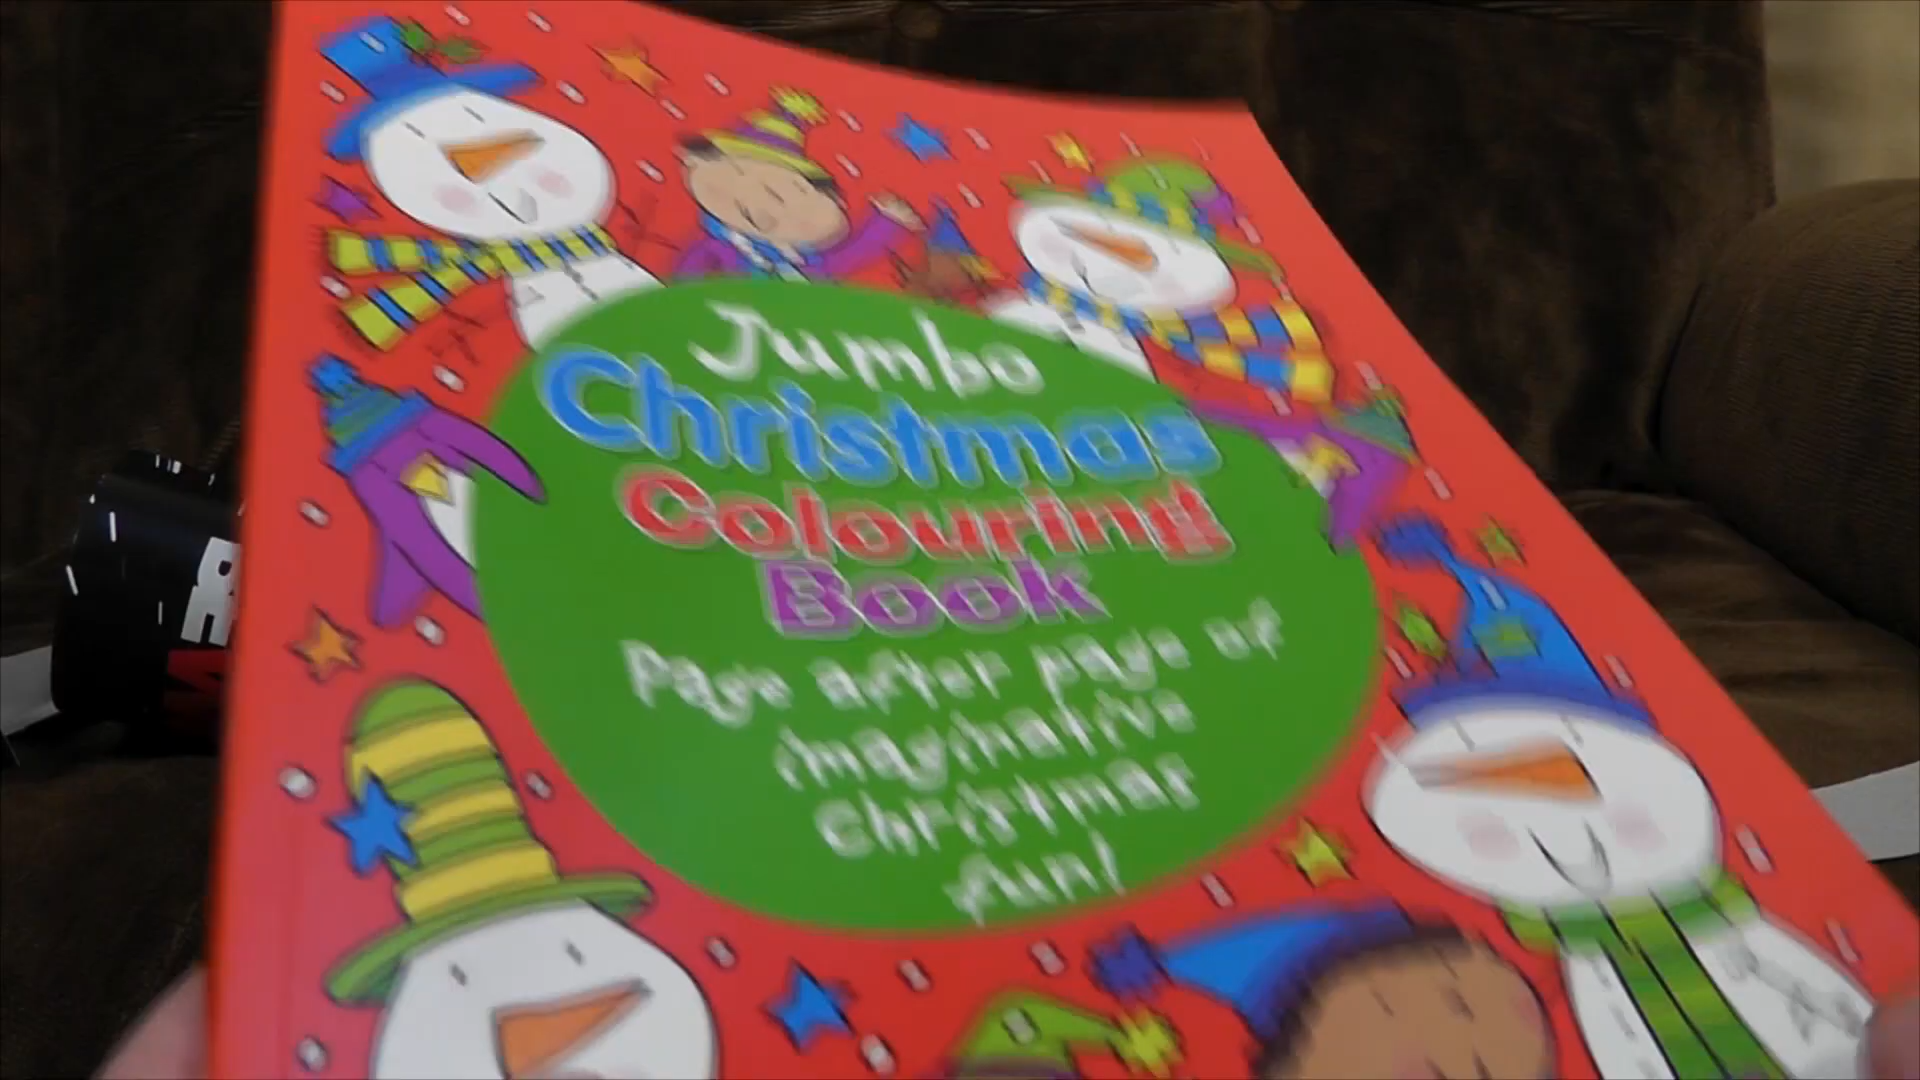 Jumbo
Christmas
Colouring
Book
Page after page of
imaginative
Christmas
fun!